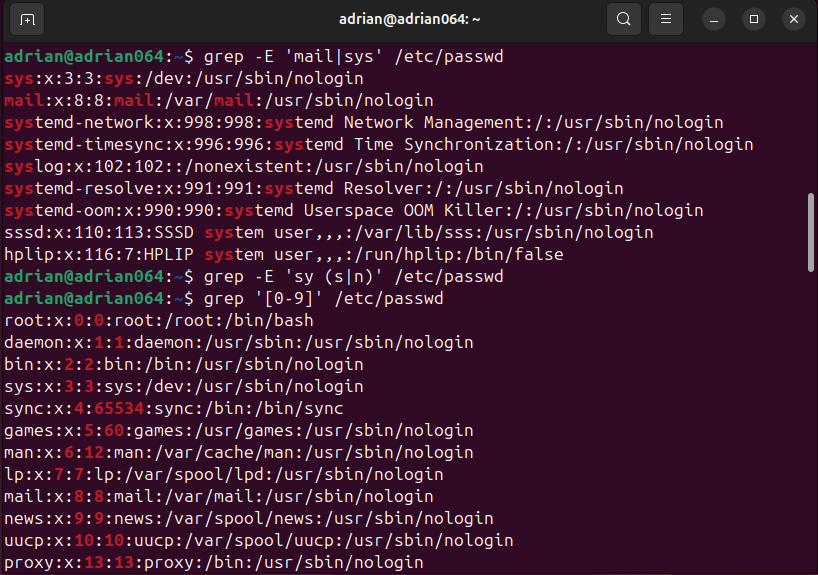 adrian@adrian064: ~
adrian@adrian064:~$ grep -E 'mail|sys' /etc/passwd
sys:x:3:3:sys:/dev:/usr/sbin/nologin
mail:x:8:8:mail:/var/mail:/usr/sbin/nologin
systemd-network:x:998:998:systemd Network Management:/:/usr/sbin/nologin
systemd-timesync:x:996:996:systemd Time Synchronization:/:/usr/sbin/nologin
syslog:x:102:102::/nonexistent:/usr/sbin/nologin
systemd-resolve:x:991:991:systemd Resolver:/:/usr/sbin/nologin
systemd-oom:x:990:990:systemd Userspace OOM Killer:/:/usr/sbin/nologin
sssd:x:110:113:SSSD system user,,,:/var/lib/sss:/usr/sbin/nologin
hplip:x:116:7:HPLIP system user,,,:/run/hplip:/bin/false
adrian@adrian064:~$ grep -E 'sy (s|n)' /etc/passwd
adrian@adrian064:~$ grep '[0-9]' /etc/passwd
root:x:0:0:root:/root:/bin/bash
daemon:x:1:1:daemon:/usr/sbin:/usr/sbin/nologin
bin:x:2:2:bin:/bin:/usr/sbin/nologin
sys:x:3:3:sys:/dev:/usr/sbin/nologin
sync:x:4:65534:sync:/bin:/bin/sync
games:x:5:60:games:/usr/games:/usr/sbin/nologin
man:x:6:12:man:/var/cache/man:/usr/sbin/nologin
lp:x:7:7:lp:/var/spool/lpd:/usr/sbin/nologin
mail:x:8:8:mail:/var/mail:/usr/sbin/nologin
news:x:9:9:news:/var/spool/news:/usr/sbin/nologin
uucp:x:10:10:uucp:/var/spool/uucp:/usr/sbin/nologin
proxy:x:13:13:proxy:/bin:/usr/sbin/nologin